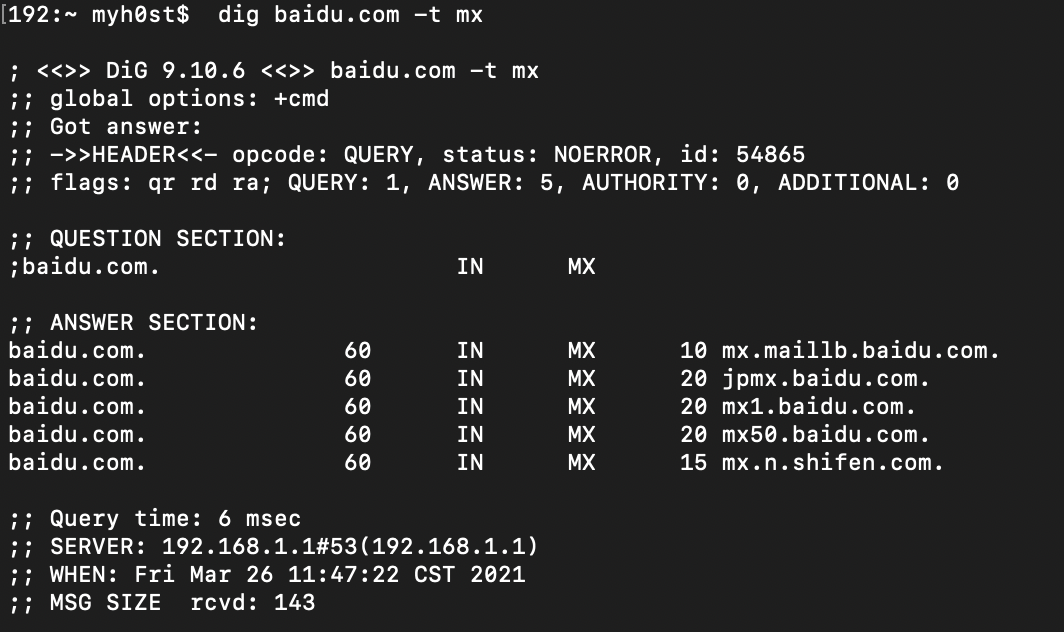 [192:~ myh0st$  dig baidu.com -t mx

; <<>> DiG 9.10.6 <<>> baidu.com -t mx
;; global options: +cmd
;; Got answer:
;; ->>HEADER<<- opcode: QUERY, status: NOERROR, id: 54865
;; flags: qr rd ra; QUERY: 1, ANSWER: 5, AUTHORITY: 0, ADDITIONAL: 0

;; QUESTION SECTION:
;baidu.com.			IN	MX

;; ANSWER SECTION:
baidu.com.		60	IN	MX	10 mx.maillb.baidu.com.
baidu.com.		60	IN	MX	20 jpmx.baidu.com.
baidu.com.		60	IN	MX	20 mx1.baidu.com.
baidu.com.		60	IN	MX	20 mx50.baidu.com.
baidu.com.		60	IN	MX	15 mx.n.shifen.com.

;; Query time: 6 msec
;; SERVER: 192.168.1.1#53(192.168.1.1)
;; WHEN: Fri Mar 26 11:47:22 CST 2021
;; MSG SIZE  rcvd: 143